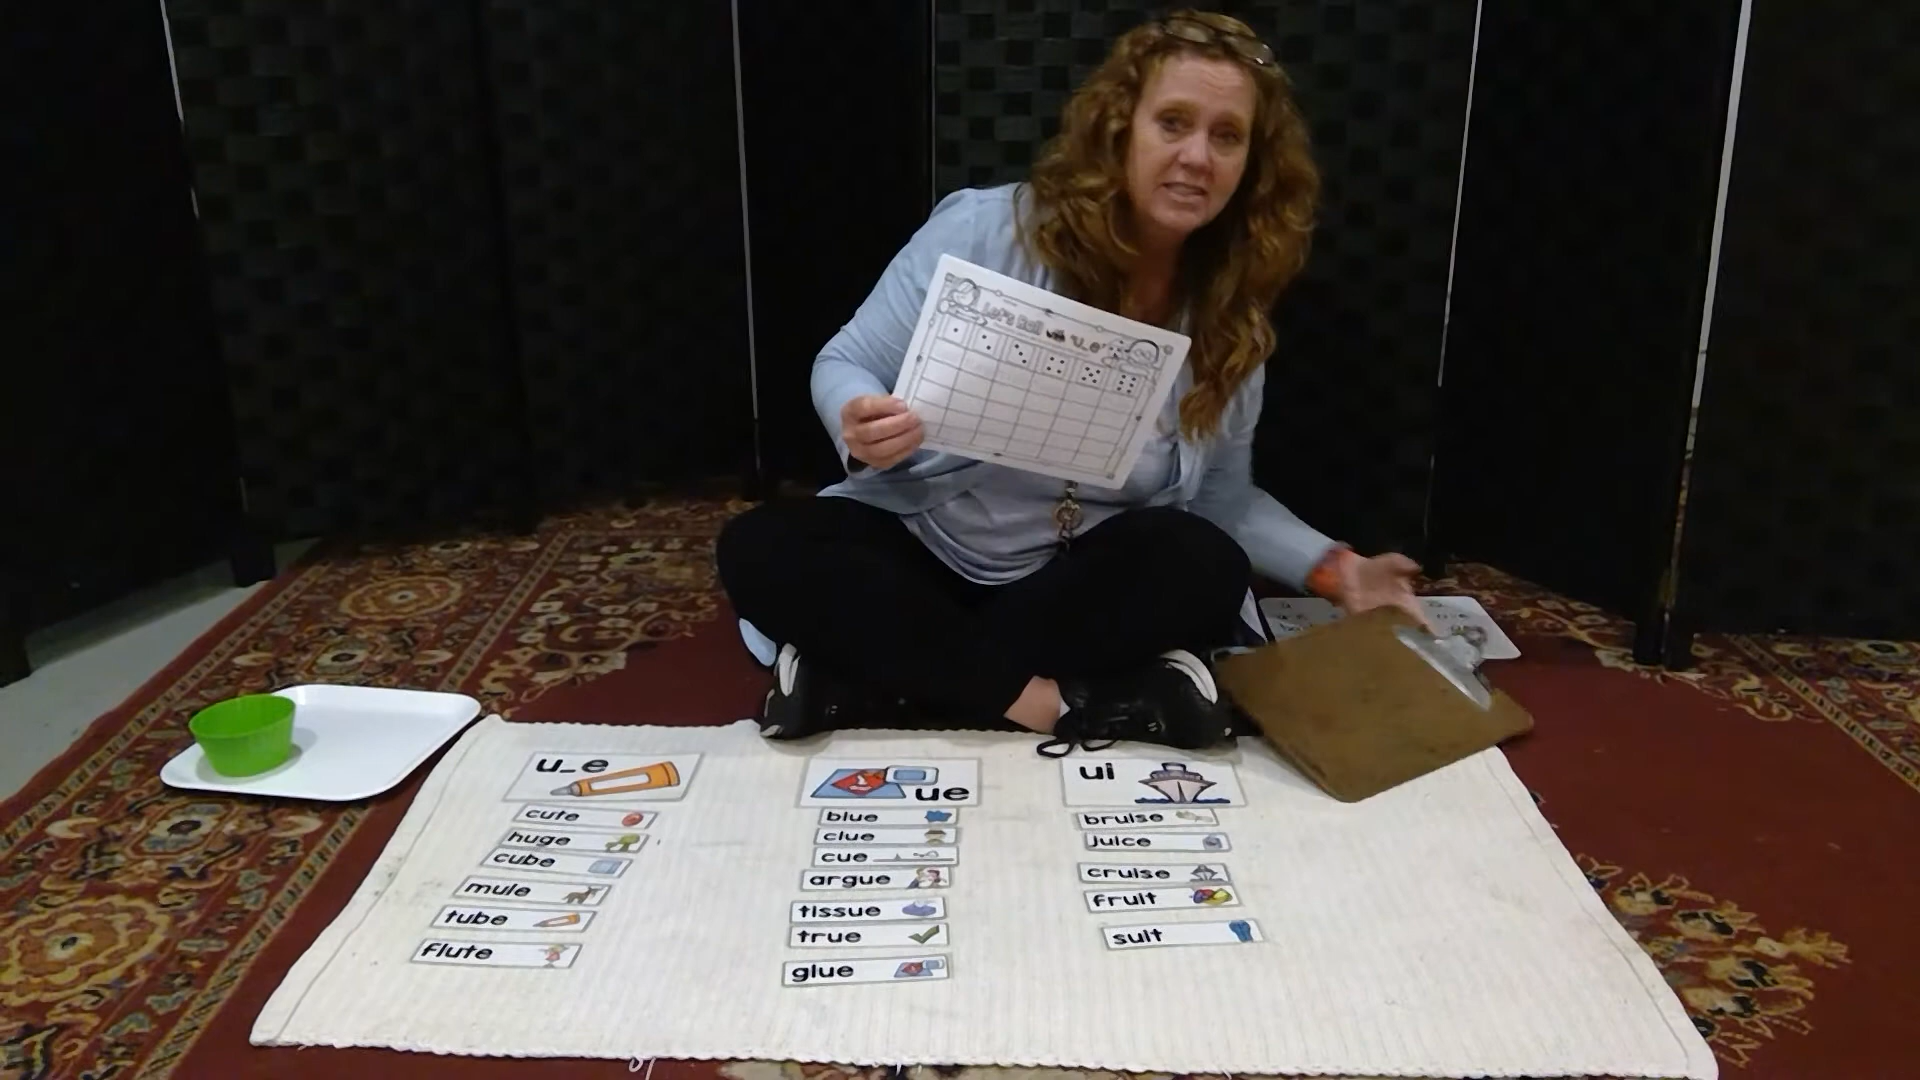 Let's Roll
u_e
u_e
cute
huge
cube
mule
tube
flute
ue
blue
clue
cue
argue
tissue
true
glue
ui
bruise
juice
cruise
fruit
suit